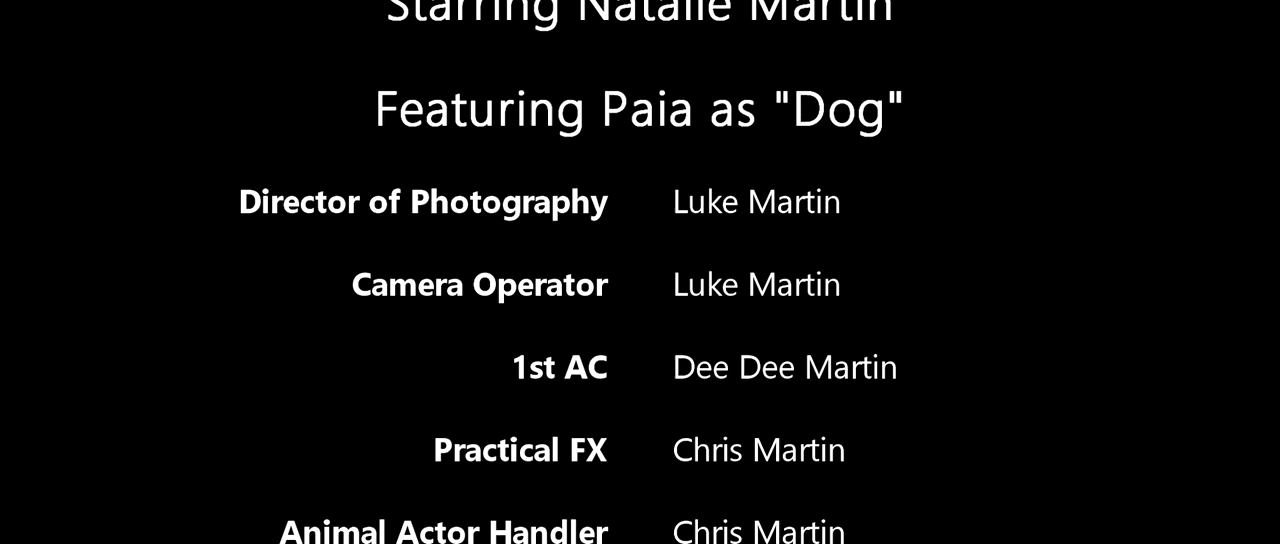 Starring Natalie Martin
Featuring Paia as "Dog"
Director of Photography Luke Martin
Camera Operator Luke Martin
1st AC Dee Dee Martin
Practical FX Chris Martin
Animal Actor Handler Chris Martin